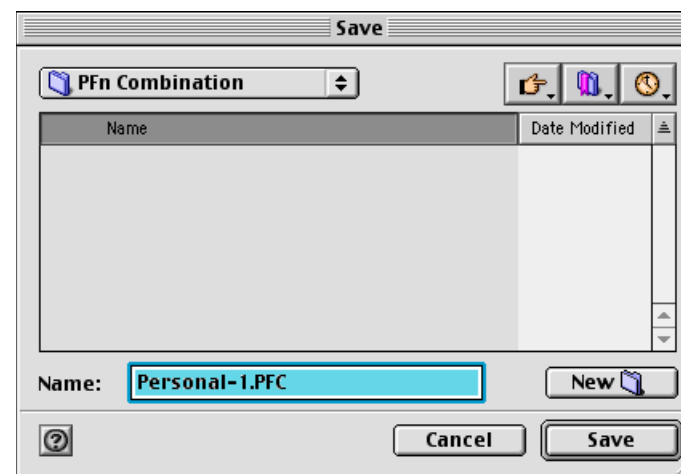 Save
PFn Combination
Name Date Modified
Name: Personal-1.PFC New
Cancel Save